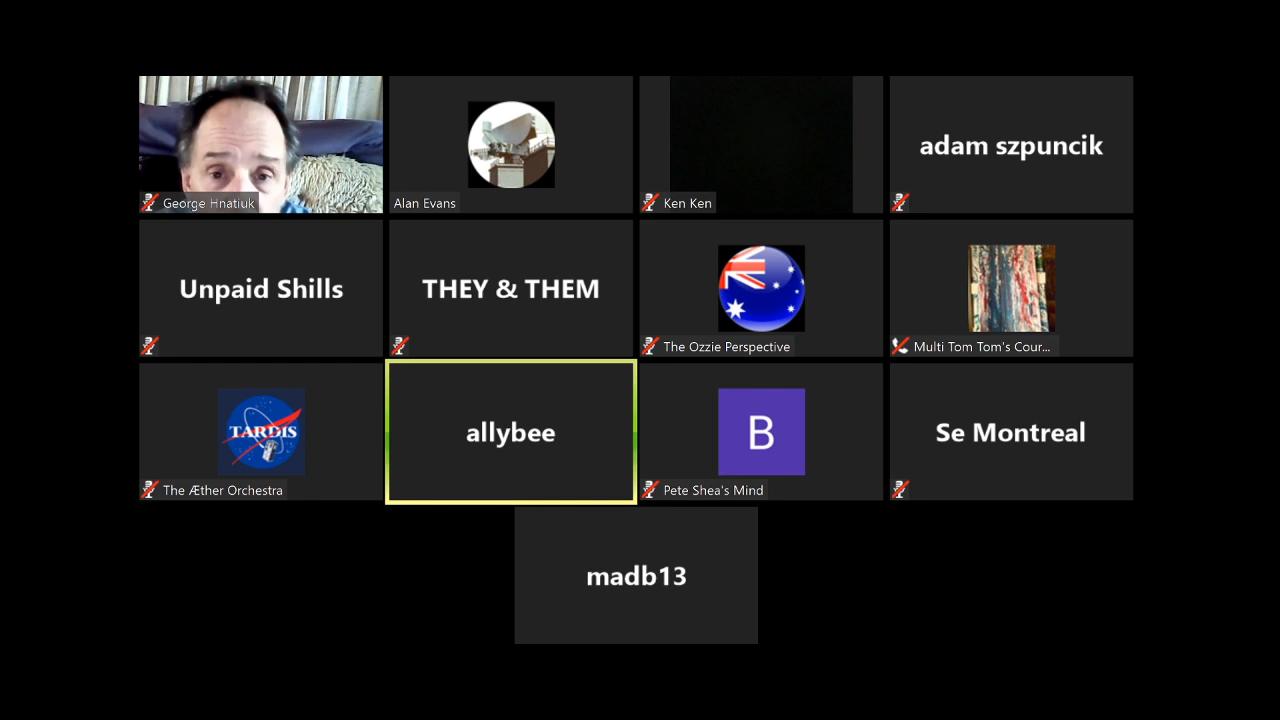 George Hnatiuk
Alan Evans
Ken Ken
adam szpuncik
Unpaid Shills
THEY & THEM
The Ozzie Perspective
Multi Tom Tom's Cour...
TARDIS
The Æther Orchestra
allybee
B
Pete Shea's Mind
Se Montreal
madb13